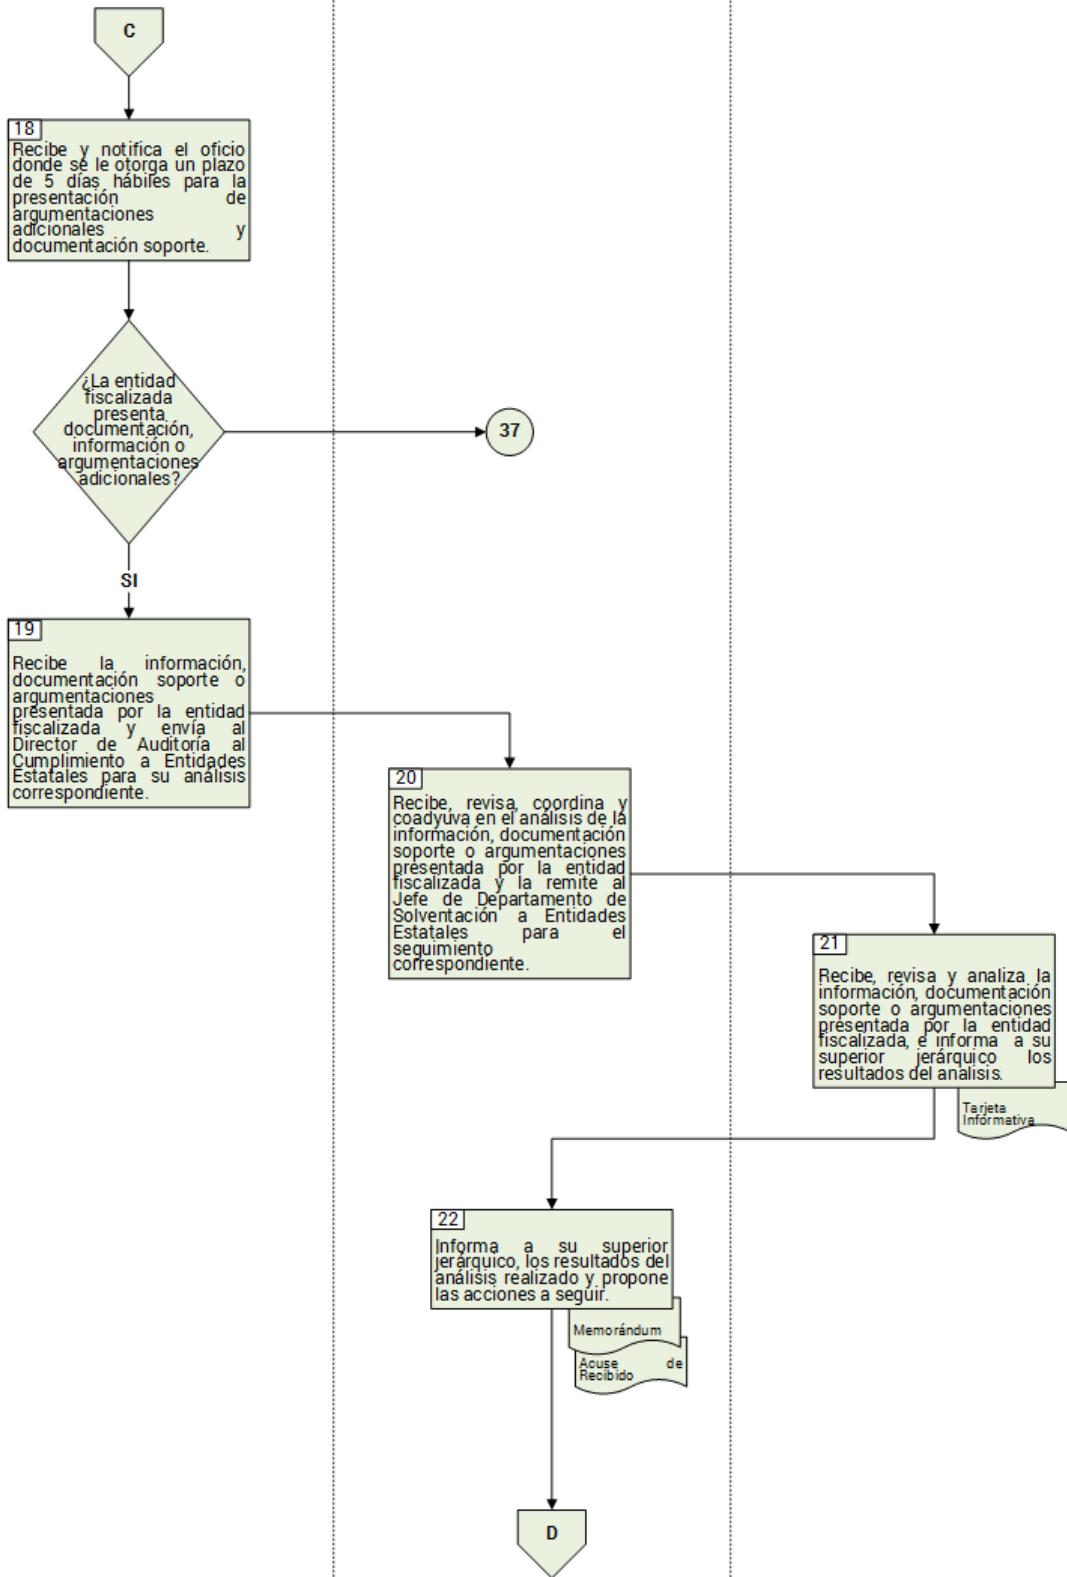 C
18
Recibe y notifica el oficio
donde se le otorga un plazo
de 5 días hábiles para la
presentación de
argumentaciones
adicionales y
documentación soporte.
¿La entidad
fiscalizada
presenta
documentación,
información o
argumentaciones
adicionales?
37
SI
19
Recibe la información,
documentación soporte o
argumentaciones
presentada por la entidad
fiscalizada y envía al
Director de Auditoría al
Cumplimiento a Entidades
Estatales para su análisis
correspondiente.
20
Recibe, revisa, coordina y
coadyuva en el análisis de la
información, documentación
soporte o argumentaciones
presentada por la entidad
fiscalizada y la remite al
Jefe de Departamento de
Solventación a Entidades
Estatales para el
seguimiento
correspondiente.
21
Recibe, revisa y analiza la
información, documentación
soporte o argumentaciones
presentada por la entidad
fiscalizada, e informa a su
superior jerárquico los
resultados del análisis.
Tarjeta
Informativa
22
Informa a su superior
jerárquico, los resultados del
análisis realizado y propone
las acciones a seguir.
Memorándum
Acuse de
Recibido
D